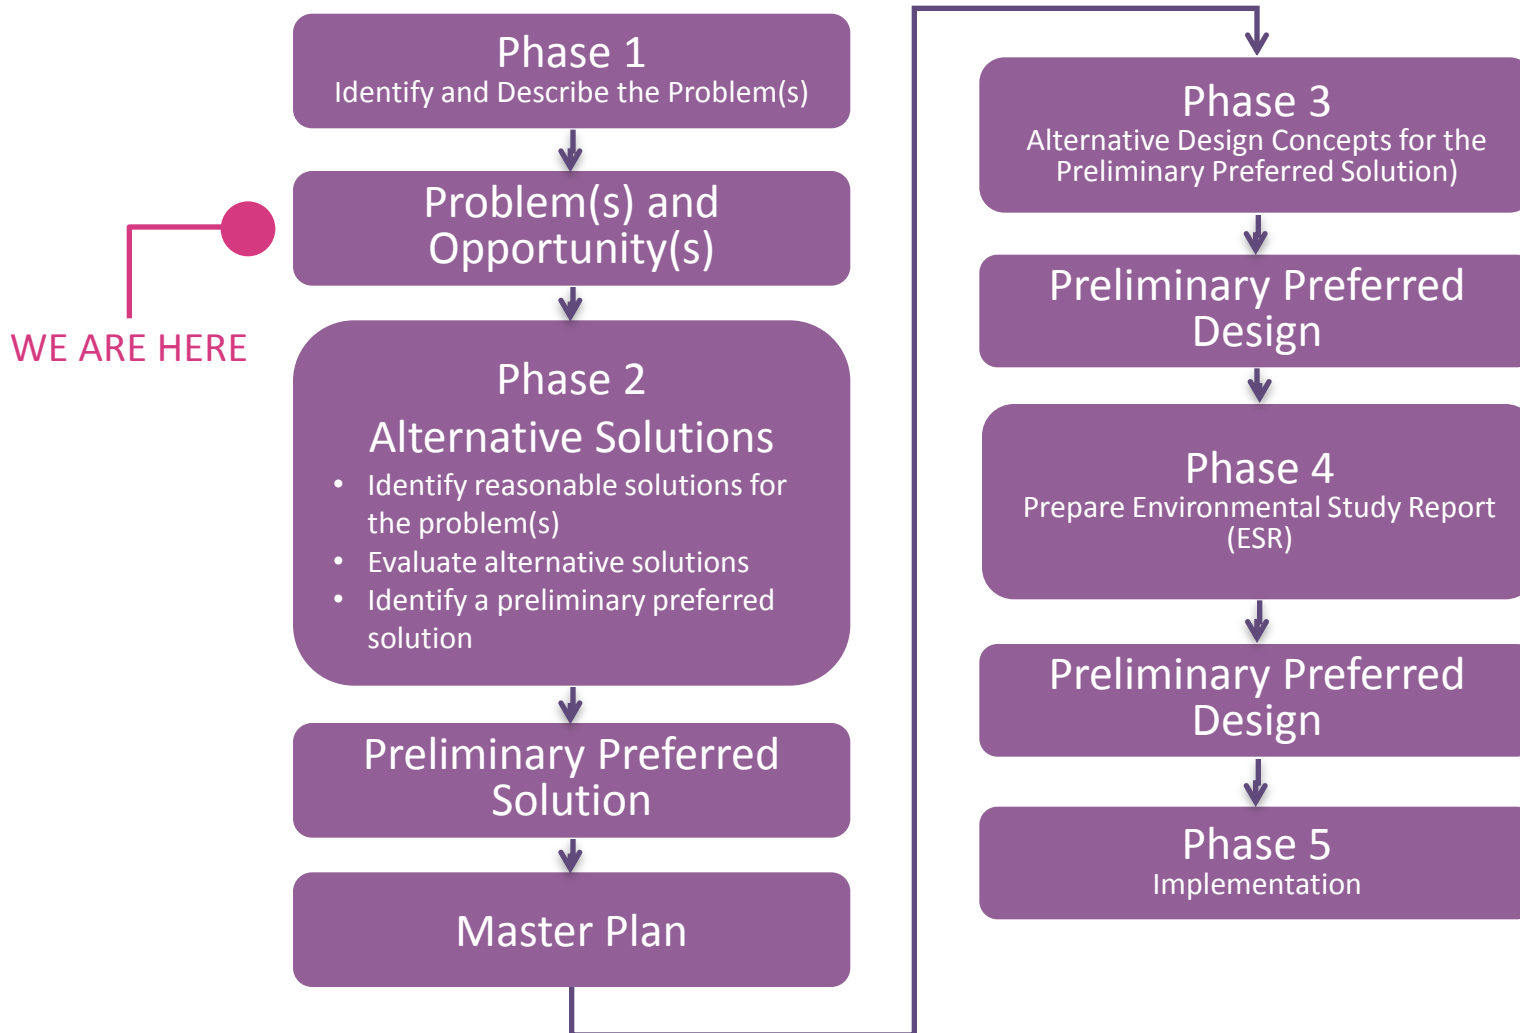 Phase 1
Identify and Describe the Problem(s)
Problem(s) and
Opportunity(s)
WE ARE HERE
Phase 2
Alternative Solutions
• Identify reasonable solutions for
the problem(s)
• Evaluate alternative solutions
• Identify a preliminary preferred
solution
Preliminary Preferred
Solution
Master Plan
Phase 3
Alternative Design Concepts for the
Preliminary Preferred Solution)
Preliminary Preferred
Design
Phase 4
Prepare Environmental Study Report
(ESR)
Preliminary Preferred
Design
Phase 5
Implementation